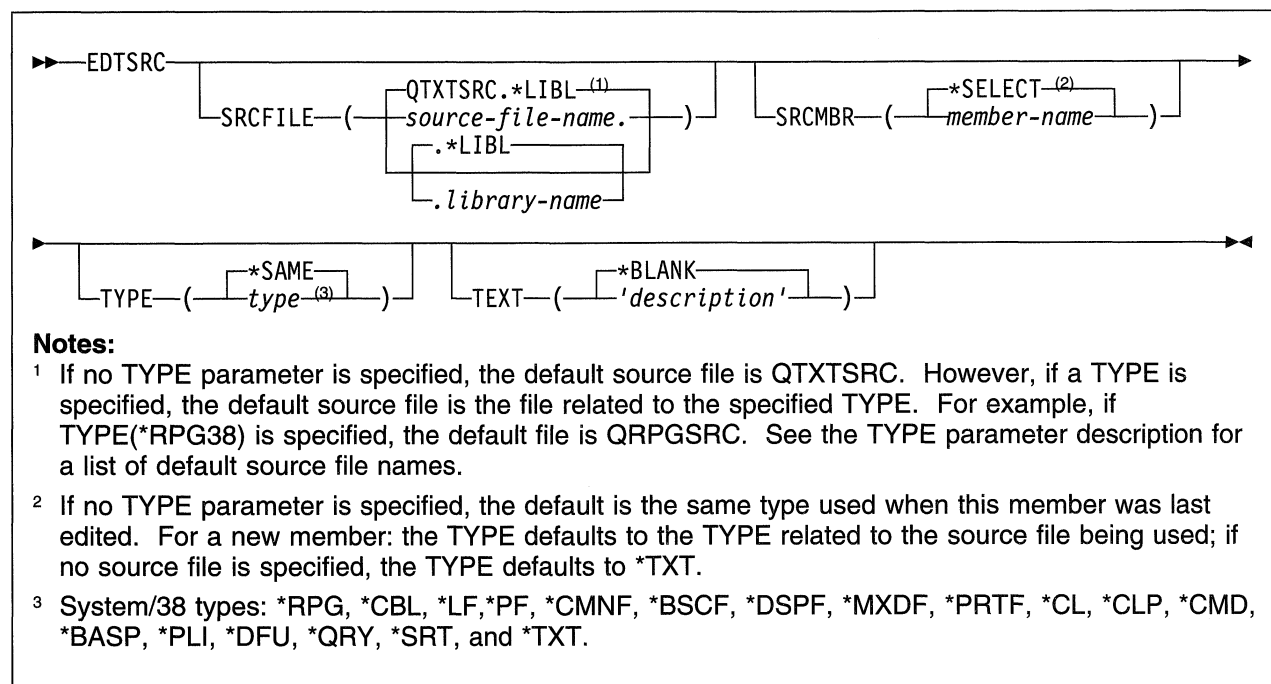 EDTSRC
QTXTSRC.*LIBL (1)
*SELECT (2)
SRCFILE ( source-file-name. )
SRCMBR ( member-name )
.*LIBL
.library-name
*SAME
*BLANK
TYPE ( type (3) )
TEXT ( 'description' )
Notes:
1 If no TYPE parameter is specified, the default source file is QTXTSRC. However, if a TYPE is
specified, the default source file is the file related to the specified TYPE. For example, if
TYPE(*RPG38) is specified, the default file is QRPGSRC. See the TYPE parameter description for
a list of default source file names.
2 If no TYPE parameter is specified, the default is the same type used when this member was last
edited. For a new member: the TYPE defaults to the TYPE related to the source file being used; if
no source file is specified, the TYPE defaults to *TXT.
3 System/38 types: *RPG, *CBL, *LF,*PF, *CMNF, *BSCF, *DSPF, *MXDF, *PRTF, *CL, *CLP, *CMD,
*BASP, *PLI, *DFU, *QRY, *SRT, and *TXT.